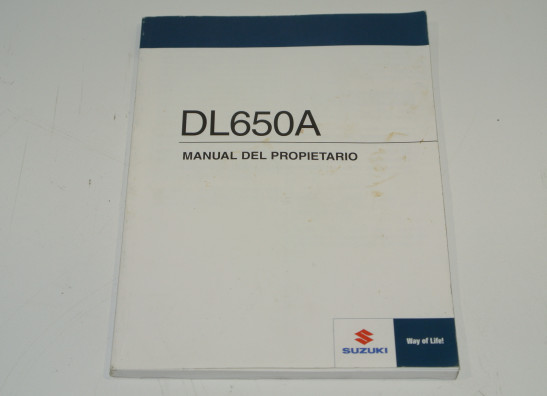 DL650A
MANUAL DEL PROPIETARIO
SUZUKI
Way of Life!